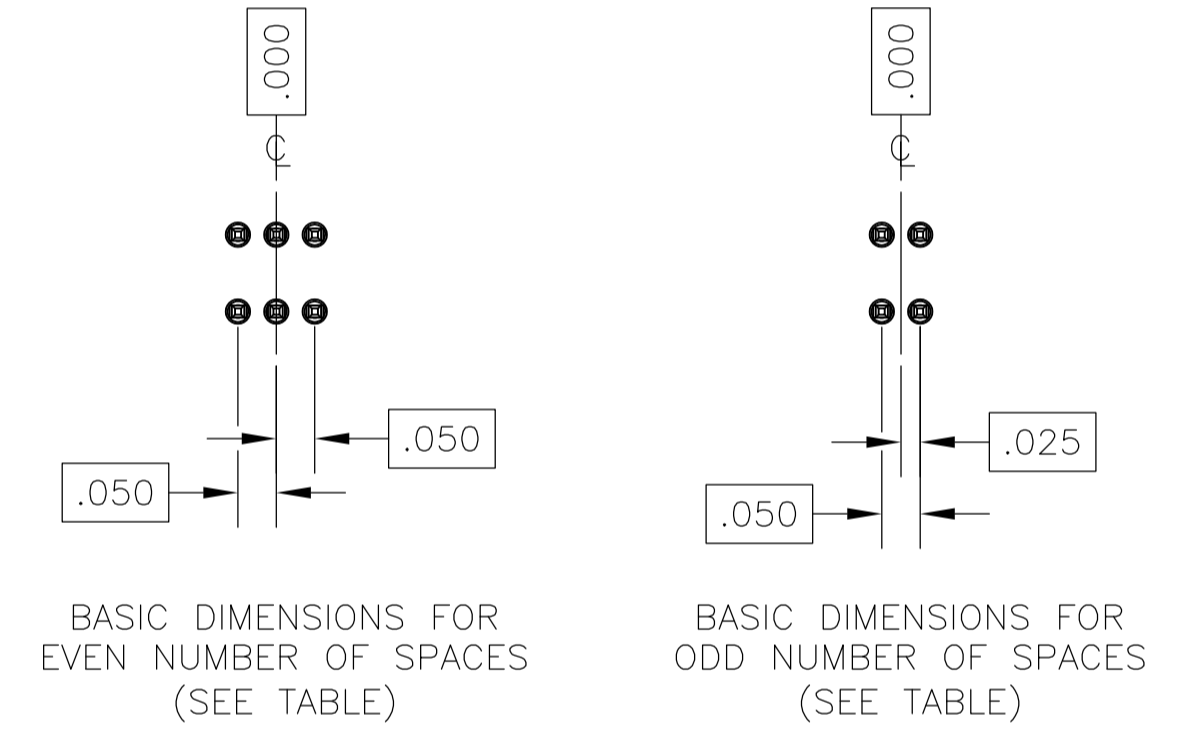 .000
.000
℄
℄
.050
.025
.050
.050
BASIC DIMENSIONS FOR
EVEN NUMBER OF SPACES
(SEE TABLE)
BASIC DIMENSIONS FOR
ODD NUMBER OF SPACES
(SEE TABLE)